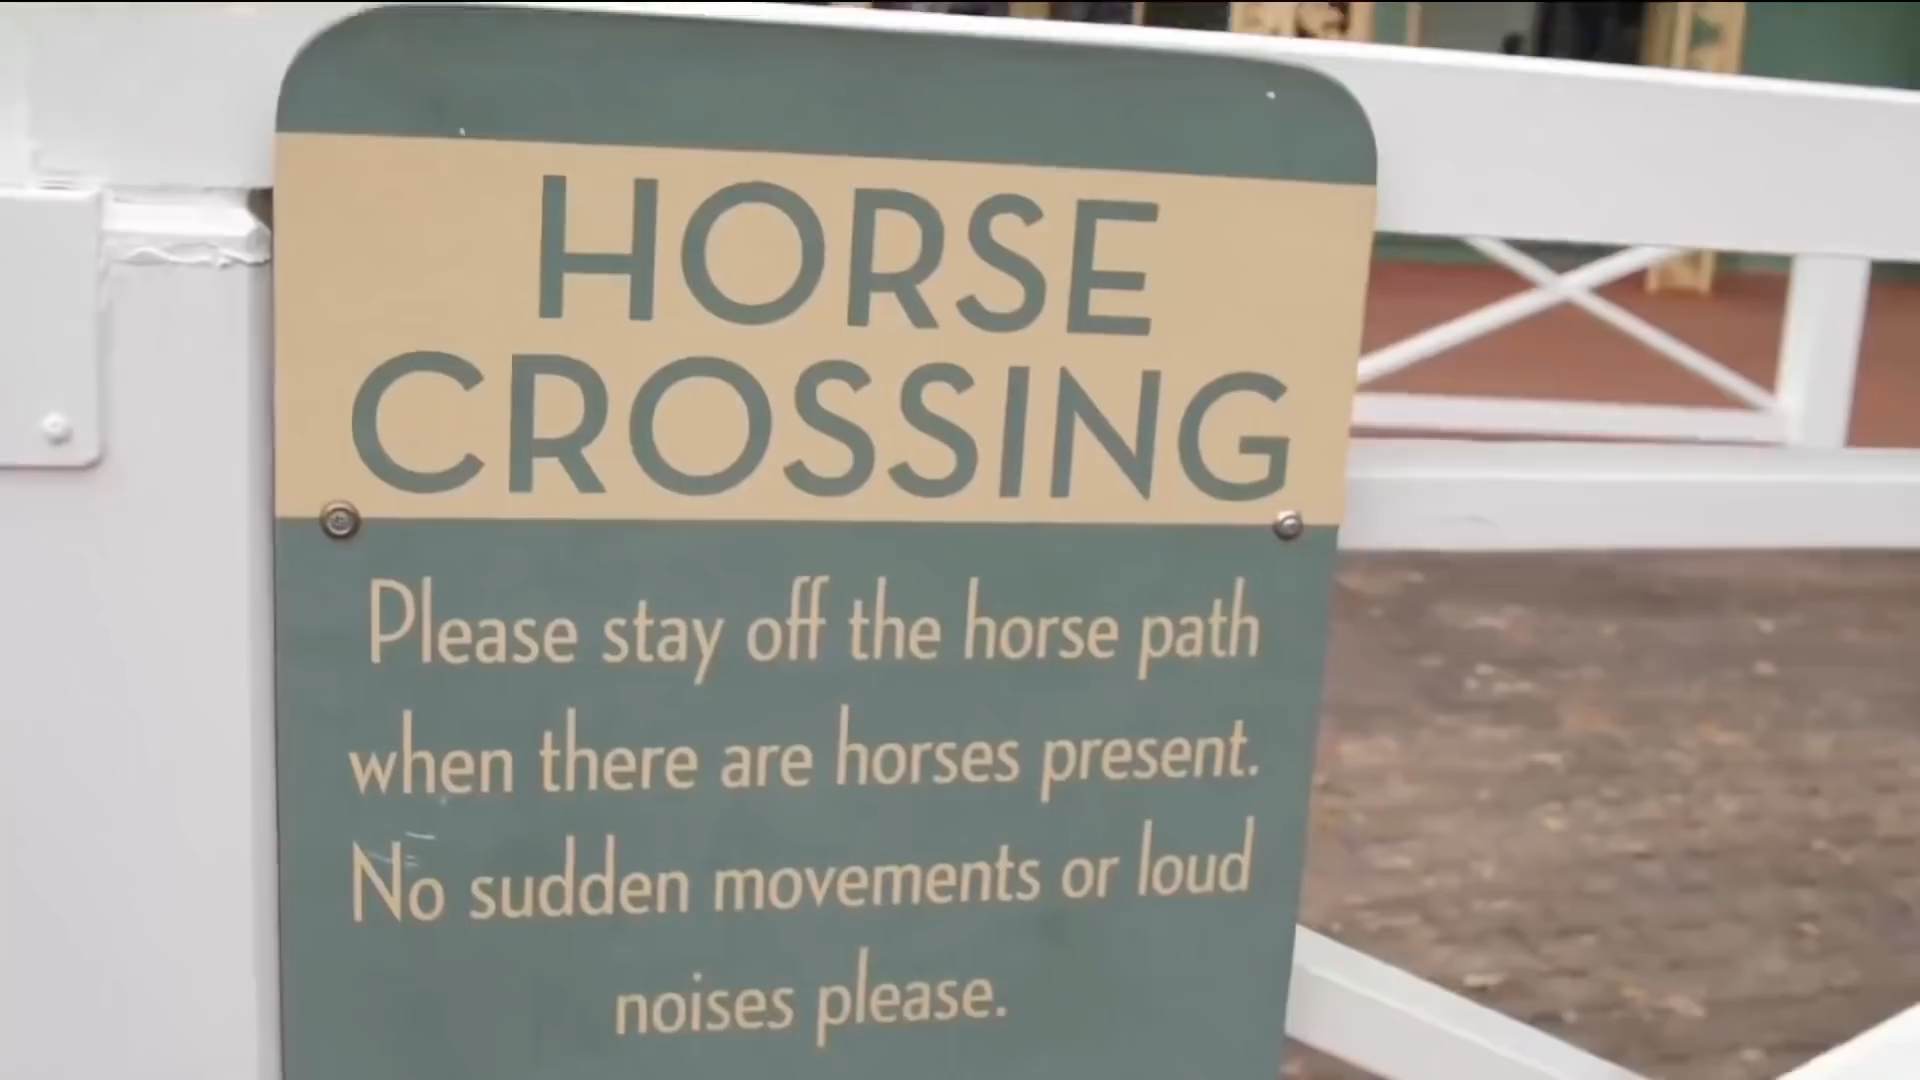 HORSE
CROSSING
Please stay off the horse path
when there are horses present.
No sudden movements or loud
noises please.